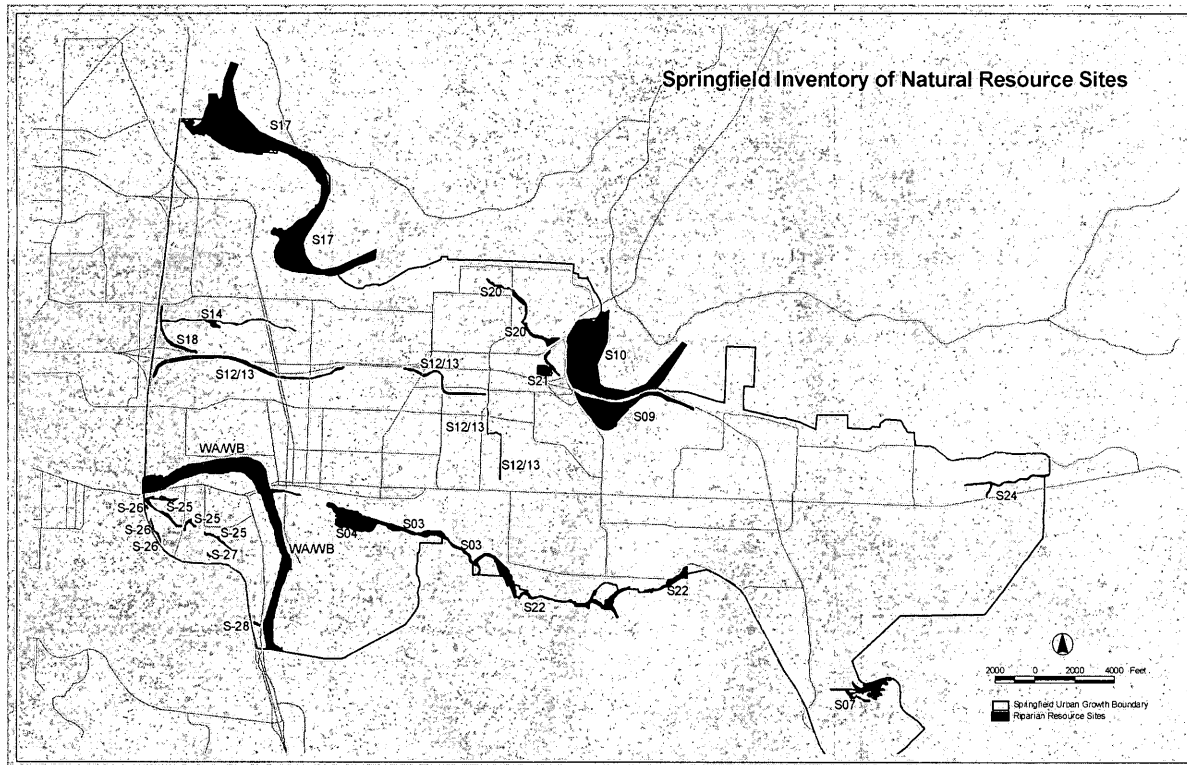 Springfield Inventory of Natural Resource Sites
S17
S17
S20
S14
S20
S18
S10
S12/13
S12/13
S21
S09
S12/13
WA/WB
S12/13
S24
S-26
S-25
S-25
S-26
S-25
S04
S03
S-26
S03
S-27
WA/WB
S22
S22
S-28
2000 0 2000 4000 Feet
S07
Springfield Urban Growth Boundary
Riparian Resource Sites